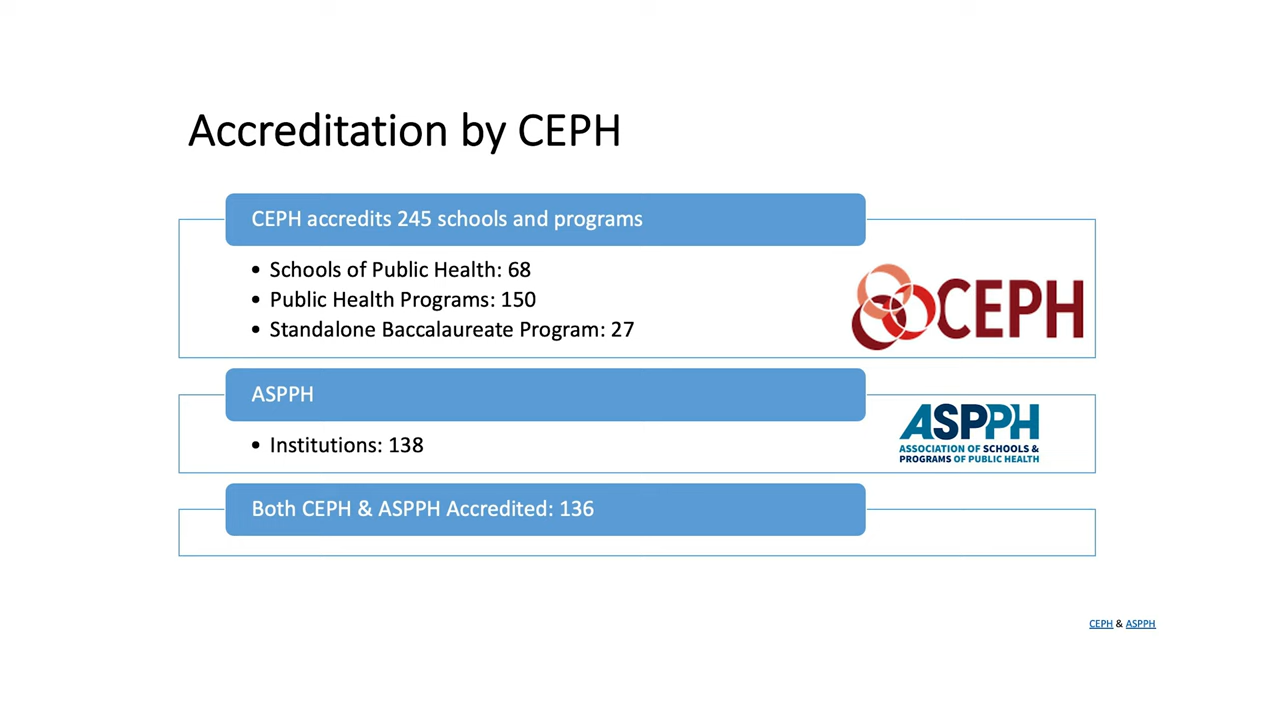 Accreditation by CEPH
CEPH accredits 245 schools and programs
• Schools of Public Health: 68
• Public Health Programs: 150
• Standalone Baccalaureate Program: 27
CEPH
ASPPH
• Institutions: 138
ASPPH
ASSOCIATION OF SCHOOLS &
PROGRAMS OF PUBLIC HEALTH
Both CEPH & ASPPH Accredited: 136
CEPH & ASPPH